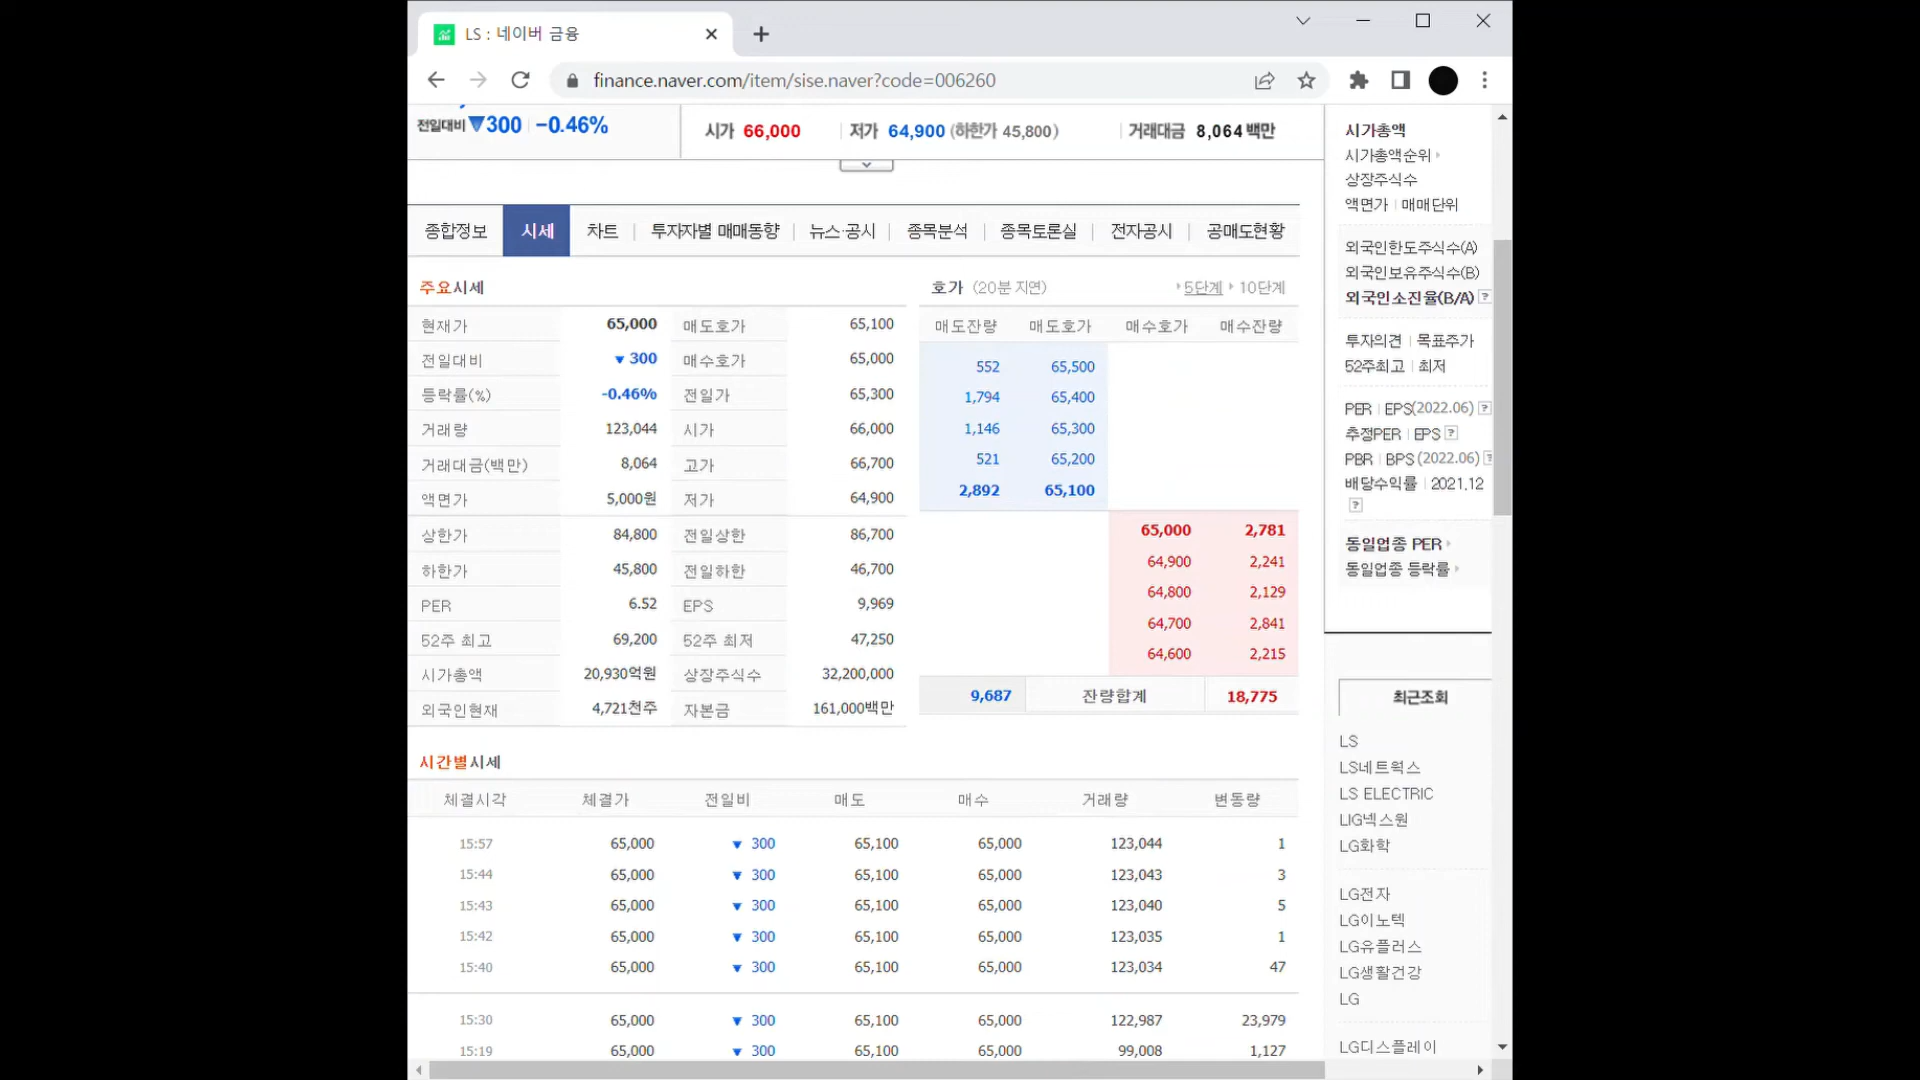 LS : 네이버 금융
finance.naver.com/item/sise.naver?code=006260
전일대비 ▼300 -0.46%
시가 66,000 저가 64,900 (하한가 45,800) 거래대금 8,064 백만
종합정보 시세 차트 투자자별 매매동향 뉴스·공시 종목분석 종목토론실 전자공시 공매도현황
주요시세
현재가 65,000 매도호가 65,100
전일대비 ▼ 300 매수호가 65,000
등락률(%) -0.46% 전일가 65,300
거래량 123,044 시가 66,000
거래대금(백만) 8,064 고가 66,700
액면가 5,000원 저가 64,900
상한가 84,800 전일상한 86,700
하한가 45,800 전일하한 46,700
PER 6.52 EPS 9,969
52주 최고 69,200 52주 최저 47,250
시가총액 20,930억원 상장주식수 32,200,000
외국인현재 4,721천주 자본금 161,000백만
호가 (20분 지연) 5단계 10단계
매도잔량 매도호가 매수호가 매수잔량
552 65,500
1,794 65,400
1,146 65,300
521 65,200
2,892 65,100
65,000 2,781
64,900 2,241
64,800 2,129
64,700 2,841
64,600 2,215
9,687 잔량합계 18,775
시간별시세
체결시각 체결가 전일비 매도 매수 거래량 변동량
15:57 65,000 ▼ 300 65,100 65,000 123,044 1
15:44 65,000 ▼ 300 65,100 65,000 123,043 3
15:43 65,000 ▼ 300 65,100 65,000 123,040 5
15:42 65,000 ▼ 300 65,100 65,000 123,035 1
15:40 65,000 ▼ 300 65,100 65,000 123,034 47
15:30 65,000 ▼ 300 65,100 65,000 122,987 23,979
15:19 65,000 ▼ 300 65,100 65,000 99,008 1,127
시가총액
시가총액순위
상장주식수
액면가 | 매매단위
외국인한도주식수(A)
외국인보유주식수(B)
외국인소진율(B/A) ?
투자의견 | 목표주가
52주최고 | 최저
PER | EPS(2022.06) ?
추정PER | EPS ?
PBR | BPS (2022.06) ?
배당수익률 | 2021.12
?
동일업종 PER
동일업종 등락률
최근조회
LS
LS네트웍스
LS ELECTRIC
LIG넥스원
LG화학
LG전자
LG이노텍
LG유플러스
LG생활건강
LG
LG디스플레이